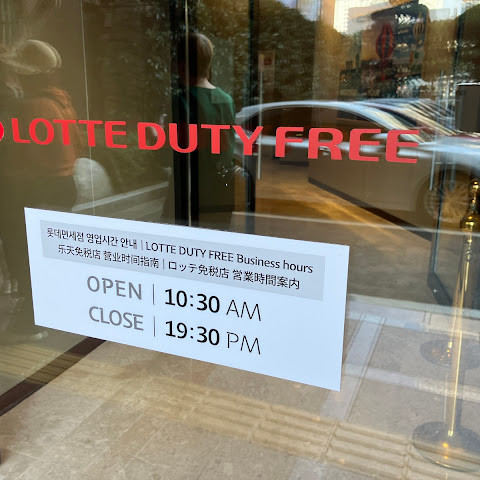 LOTTE DUTY FREE
롯데면세점 영업시간 안내 | LOTTE DUTY FREE Business hours
乐天免税店 营业时间指南 | ロッテ免税店 営業時間案内
OPEN | 10:30 AM
CLOSE | 19:30 PM